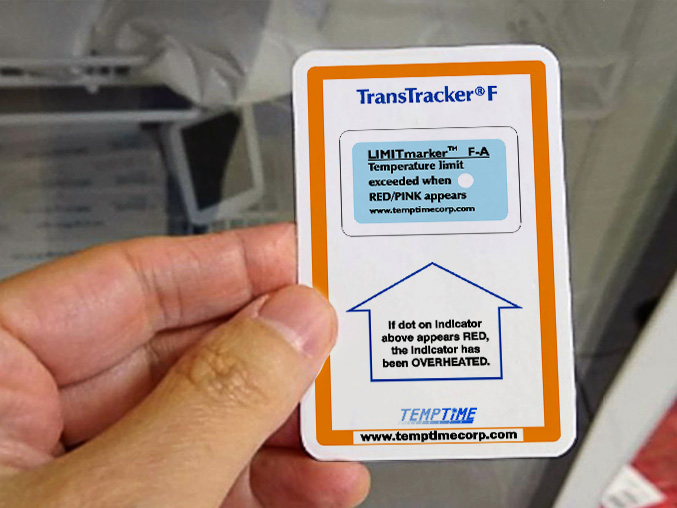 TransTracker® F
LIMITmarker™ F-A
Temperature limit
exceeded when
RED/PINK appears
www.temptimecorp.com
If dot on indicator
above appears RED,
the indicator has
been OVERHEATED.
TEMPTIME
www.temptimecorp.com